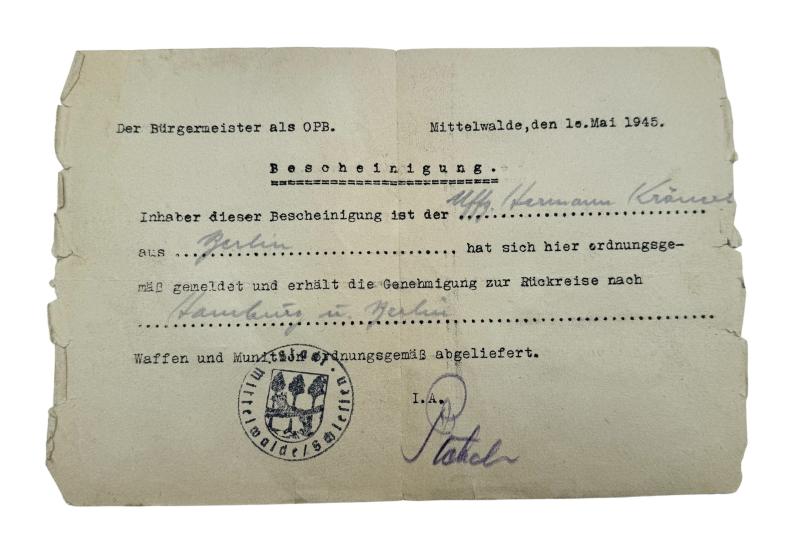 Der Bürgermeister als OPB. Mittelwalde,den 10.Mai 1945.
Bescheinigung.
Inhaber dieser Bescheinigung ist der Uffz. Hermann
aus Berlin hat sich hier ordnungsge-
mäß gemeldet und erhält die Genehmigung zur Rückreise nach
Hamburg u. Berlin
Waffen und Munition ordnungsgemäß abgeliefert.
I.A.
Stadt. Mittelwalde/Schlesien